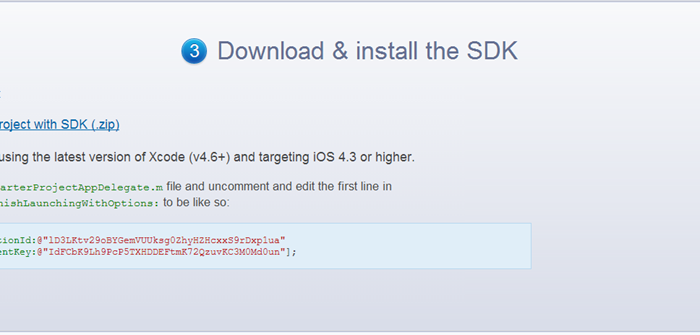 3 Download & install the SDK
:
roject with SDK (.zip)
using the latest version of Xcode (v4.6+) and targeting iOS 4.3 or higher.
arterProjectAppDelegate.m file and uncomment and edit the first line in
nishLaunchingWithOptions: to be like so:
tionId:@"lD3LKtv29oBYGemVUUksg0ZhyHZHcxxS9rDxp1ua"
entKey:@"IdFCbK9Lh9PcP5TXHDDEFtmK72QzuvKC3M0Md0un"];